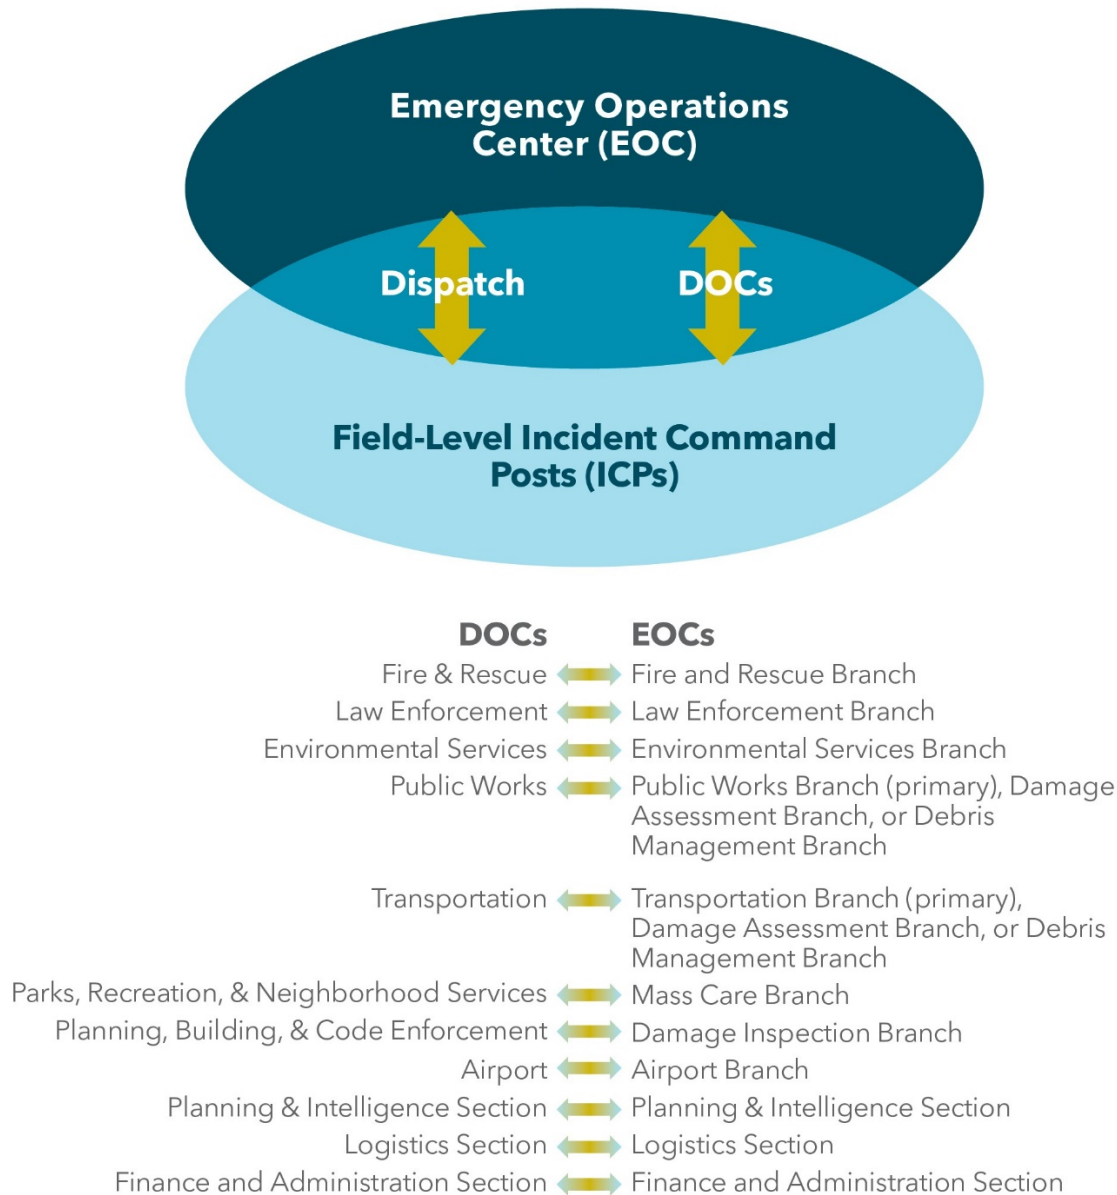 Emergency Operations
Center (EOC)
Dispatch
DOCs
Field-Level Incident Command
Posts (ICPs)
DOCs EOCs
Fire & Rescue Fire and Rescue Branch
Law Enforcement Law Enforcement Branch
Environmental Services Environmental Services Branch
Public Works Public Works Branch (primary), Damage
Assessment Branch, or Debris
Management Branch
Transportation Transportation Branch (primary),
Damage Assessment Branch, or Debris
Management Branch
Parks, Recreation, & Neighborhood Services Mass Care Branch
Planning, Building, & Code Enforcement Damage Inspection Branch
Airport Airport Branch
Planning & Intelligence Section Planning & Intelligence Section
Logistics Section Logistics Section
Finance and Administration Section Finance and Administration Section